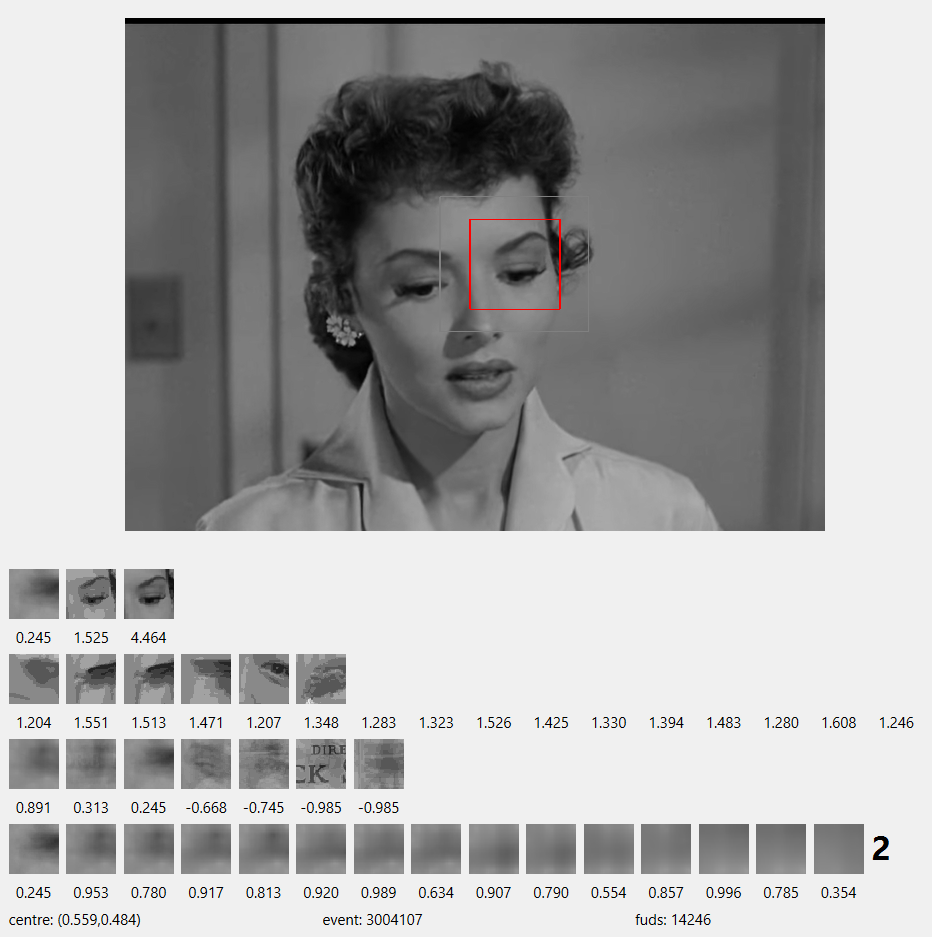 0.245 1.525 4.464
DIRE
CK S
1.204 1.551 1.513 1.471 1.207 1.348 1.283 1.323 1.526 1.425 1.330 1.394 1.483 1.280 1.608 1.246
0.891 0.313 0.245 -0.668 -0.745 -0.985 -0.985
2
0.245 0.953 0.780 0.917 0.813 0.920 0.989 0.634 0.907 0.790 0.554 0.857 0.996 0.785 0.354
centre: (0.559,0.484) event: 3004107 fuds: 14246